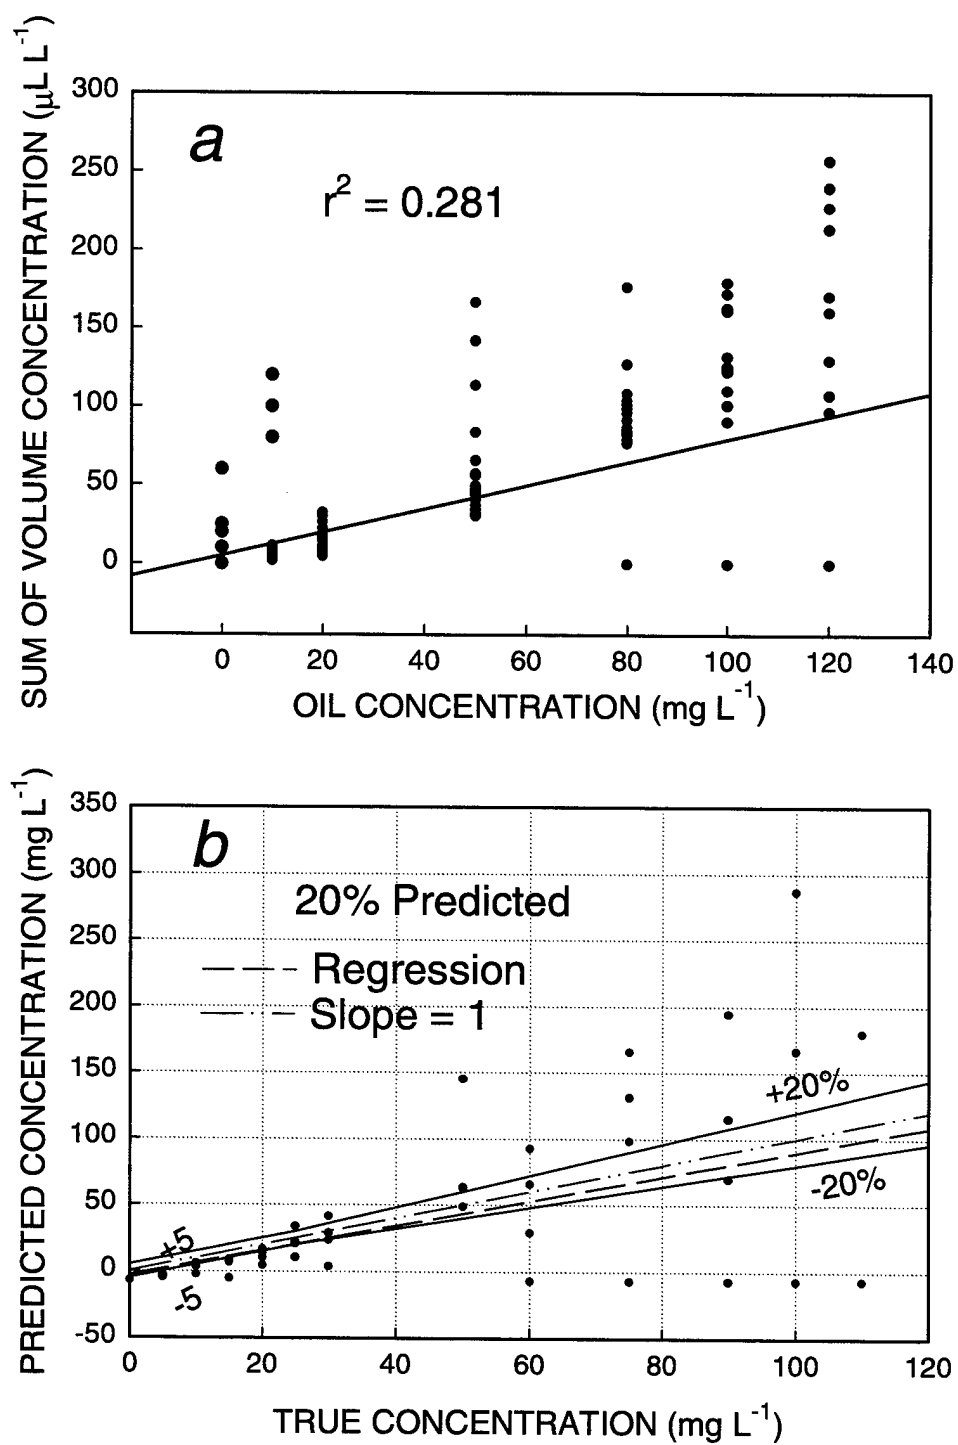 SUM OF VOLUME CONCENTRATION (μL L⁻¹)
300
250
200
150
100
50
0
a
r² = 0.281
0 20 40 60 80 100 120 140
OIL CONCENTRATION (mg L⁻¹)
PREDICTED CONCENTRATION (mg L⁻¹)
350
300
250
200
150
100
50
0
-50
b
20% Predicted
Regression
Slope = 1
+20%
-20%
+5
-5
0 20 40 60 80 100 120
TRUE CONCENTRATION (mg L⁻¹)